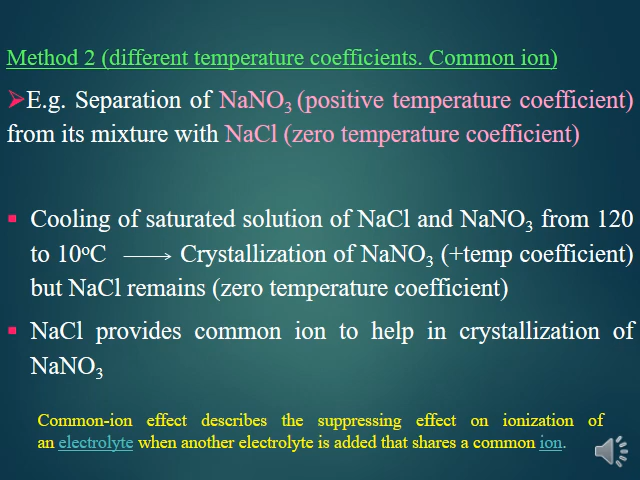 Method 2 (different temperature coefficients. Common ion)
➢E.g. Separation of NaNO₃ (positive temperature coefficient)
from its mixture with NaCl (zero temperature coefficient)
▪ Cooling of saturated solution of NaCl and NaNO₃ from 120
to 10ºC ⟶ Crystallization of NaNO₃ (+temp coefficient)
but NaCl remains (zero temperature coefficient)
▪ NaCl provides common ion to help in crystallization of
NaNO₃
Common-ion effect describes the suppressing effect on ionization of
an electrolyte when another electrolyte is added that shares a common ion.